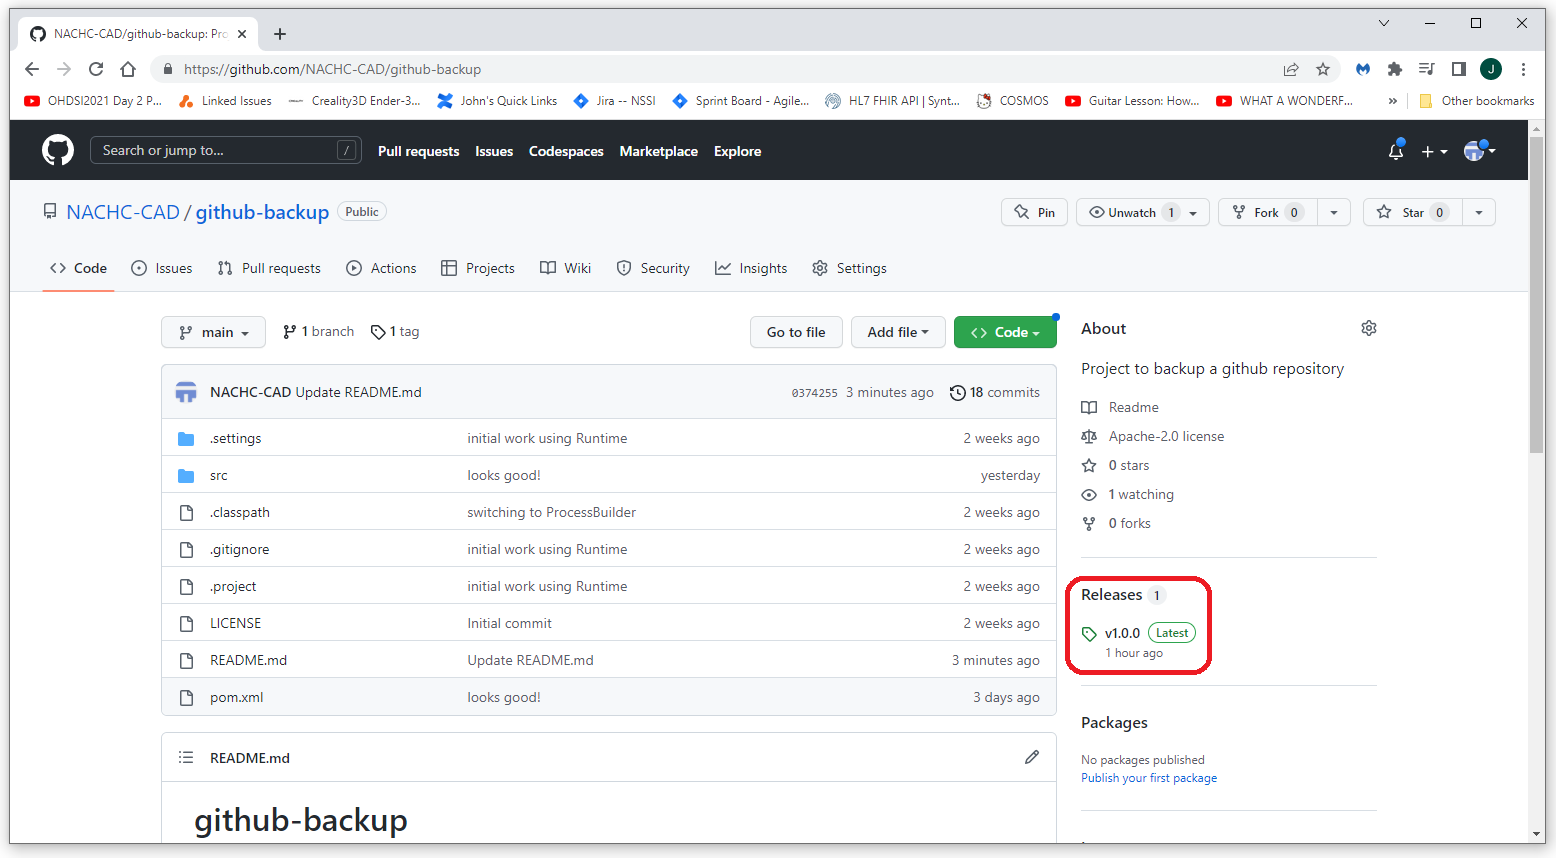 NACHC-CAD/github-backup: Pro
https://github.com/NACHC-CAD/github-backup
J
OHDSI2021 Day 2 P...
Linked Issues
Creality3D Ender-3...
John's Quick Links
Jira -- NSSI
Sprint Board - Agile...
HL7 FHIR API | Synt...
COSMOS
Guitar Lesson: How...
WHAT A WONDERF...
»
Other bookmarks
Search or jump to...
/
Pull requests
Issues
Codespaces
Marketplace
Explore
NACHC-CAD / github-backup
Public
Pin
Unwatch 1
Fork 0
Star 0
Code
Issues
Pull requests
Actions
Projects
Wiki
Security
Insights
Settings
main
1 branch
1 tag
Go to file
Add file
Code
NACHC-CAD Update README.md
0374255 3 minutes ago
18 commits
.settings
initial work using Runtime
2 weeks ago
src
looks good!
yesterday
.classpath
switching to ProcessBuilder
2 weeks ago
.gitignore
initial work using Runtime
2 weeks ago
.project
initial work using Runtime
2 weeks ago
LICENSE
Initial commit
2 weeks ago
README.md
Update README.md
3 minutes ago
pom.xml
looks good!
3 days ago
README.md
github-backup
About
Project to backup a github repository
Readme
Apache-2.0 license
0 stars
1 watching
0 forks
Releases 1
v1.0.0 Latest
1 hour ago
Packages
No packages published
Publish your first package